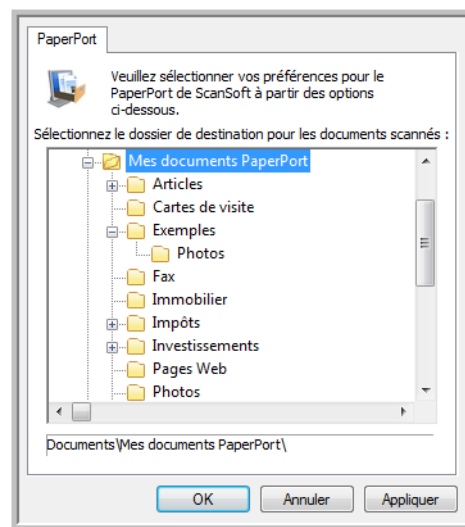 PaperPort
Veuillez sélectionner vos préférences pour le
PaperPort de ScanSoft à partir des options
ci-dessous.
Sélectionnez le dossier de destination pour les documents scannés :
Mes documents PaperPort
Articles
Cartes de visite
Exemples
Photos
Fax
Immobilier
Impôts
Investissements
Pages Web
Photos
Documents\Mes documents PaperPort\
OK Annuler Appliquer